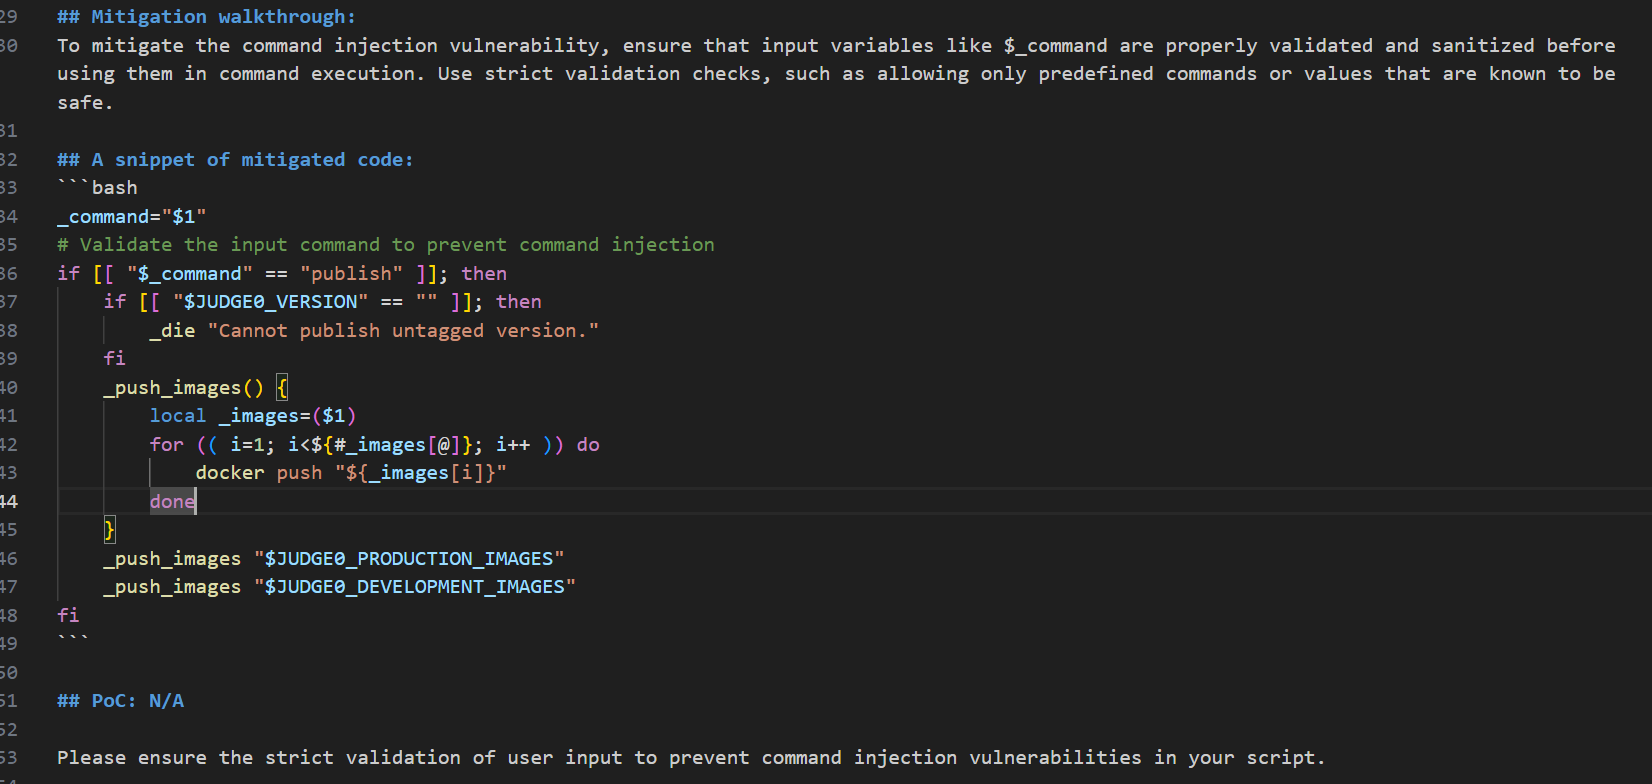 29 ## Mitigation walkthrough:
30 To mitigate the command injection vulnerability, ensure that input variables like $_command are properly validated and sanitized before
using them in command execution. Use strict validation checks, such as allowing only predefined commands or values that are known to be
safe.
31
32 ## A snippet of mitigated code:
33 ```bash
34 _command="$1"
35 # Validate the input command to prevent command injection
36 if [[ "$_command" == "publish" ]]; then
37     if [[ "$JUDGE0_VERSION" == "" ]]; then
38         _die "Cannot publish untagged version."
39     fi
40     _push_images() {
41         local _images=($1)
42         for (( i=1; i<${#_images[@]}; i++ )) do
43             docker push "${_images[i]}"
44         done
45     }
46     _push_images "$JUDGE0_PRODUCTION_IMAGES"
47     _push_images "$JUDGE0_DEVELOPMENT_IMAGES"
48 fi
49 ```
50
51 ## PoC: N/A
52
53 Please ensure the strict validation of user input to prevent command injection vulnerabilities in your script.